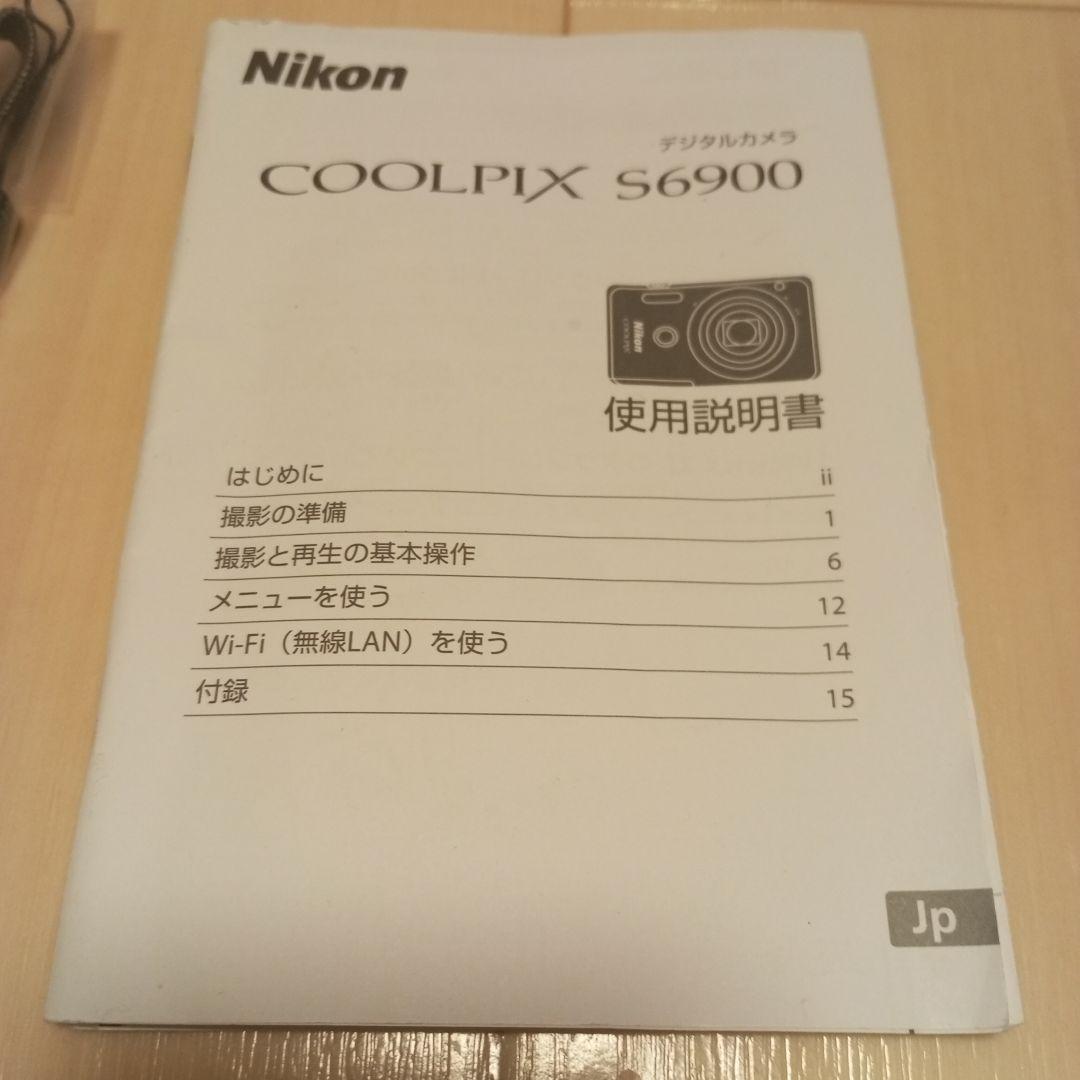 Nikon
デジタルカメラ
COOLPIX S6900
Nikon
COOLPIX
使用説明書
はじめに ii
撮影の準備 1
撮影と再生の基本操作 6
メニューを使う 12
Wi-Fi（無線LAN）を使う 14
付録 15
Jp